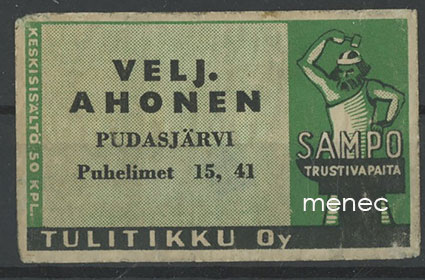 KESKISISÄLTÖ 50 KPL.
VELJ.
AHONEN
PUDASJÄRVI
Puhelimet 15, 41
SAMPO
TRUSTIVAPAITA
menec
TULITIKKU Oy